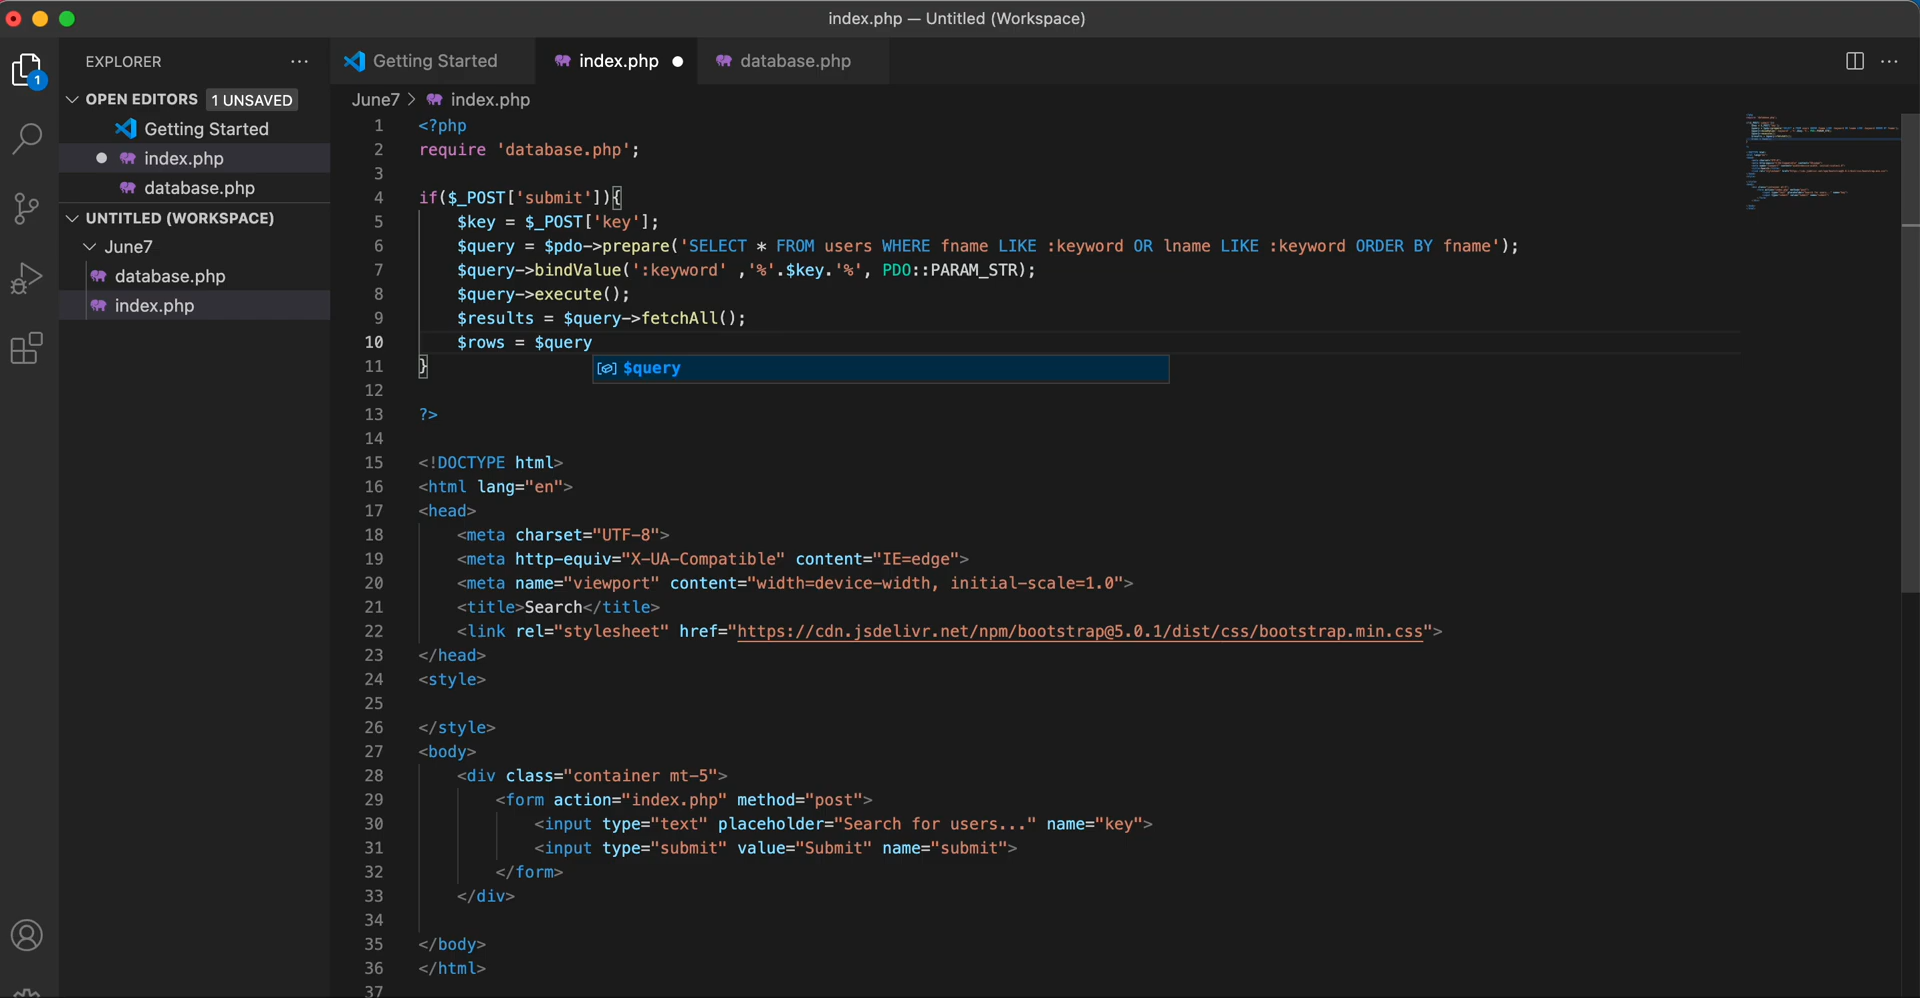 index.php — Untitled (Workspace)
EXPLORER
1
OPEN EDITORS 1 UNSAVED
Getting Started
index.php
database.php
UNTITLED (WORKSPACE)
June7
database.php
index.php
Getting Started
index.php
database.php
June7 > index.php
1 <?php
2 require 'database.php';
3
4 if($_POST['submit']){
5 $key = $_POST['key'];
6 $query = $pdo->prepare('SELECT * FROM users WHERE fname LIKE :keyword OR lname LIKE :keyword ORDER BY fname');
7 $query->bindValue(':keyword' ,'%'.$key.'%', PDO::PARAM_STR);
8 $query->execute();
9 $results = $query->fetchAll();
10 $rows = $query
$query
11 }
12
13 ?>
14
15 <!DOCTYPE html>
16 <html lang="en">
17 <head>
18 <meta charset="UTF-8">
19 <meta http-equiv="X-UA-Compatible" content="IE=edge">
20 <meta name="viewport" content="width=device-width, initial-scale=1.0">
21 <title>Search</title>
22 <link rel="stylesheet" href="https://cdn.jsdelivr.net/npm/bootstrap@5.0.1/dist/css/bootstrap.min.css">
23 </head>
24 <style>
25
26 </style>
27 <body>
28 <div class="container mt-5">
29 <form action="index.php" method="post">
30 <input type="text" placeholder="Search for users..." name="key">
31 <input type="submit" value="Submit" name="submit">
32 </form>
33 </div>
34
35 </body>
36 </html>
37